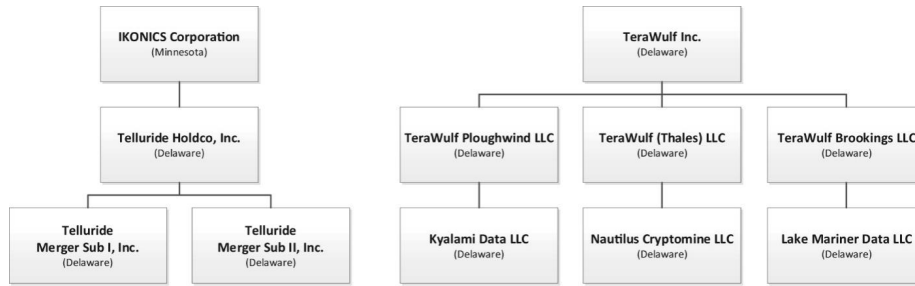 IKONICS Corporation
(Minnesota)
TeraWulf Inc.
(Delaware)
Telluride Holdco, Inc.
(Delaware)
TeraWulf Ploughwind LLC
(Delaware)
TeraWulf (Thales) LLC
(Delaware)
TeraWulf Brookings LLC
(Delaware)
Telluride
Merger Sub I, Inc.
(Delaware)
Telluride
Merger Sub II, Inc.
(Delaware)
Kyalami Data LLC
(Delaware)
Nautilus Cryptomine LLC
(Delaware)
Lake Mariner Data LLC
(Delaware)